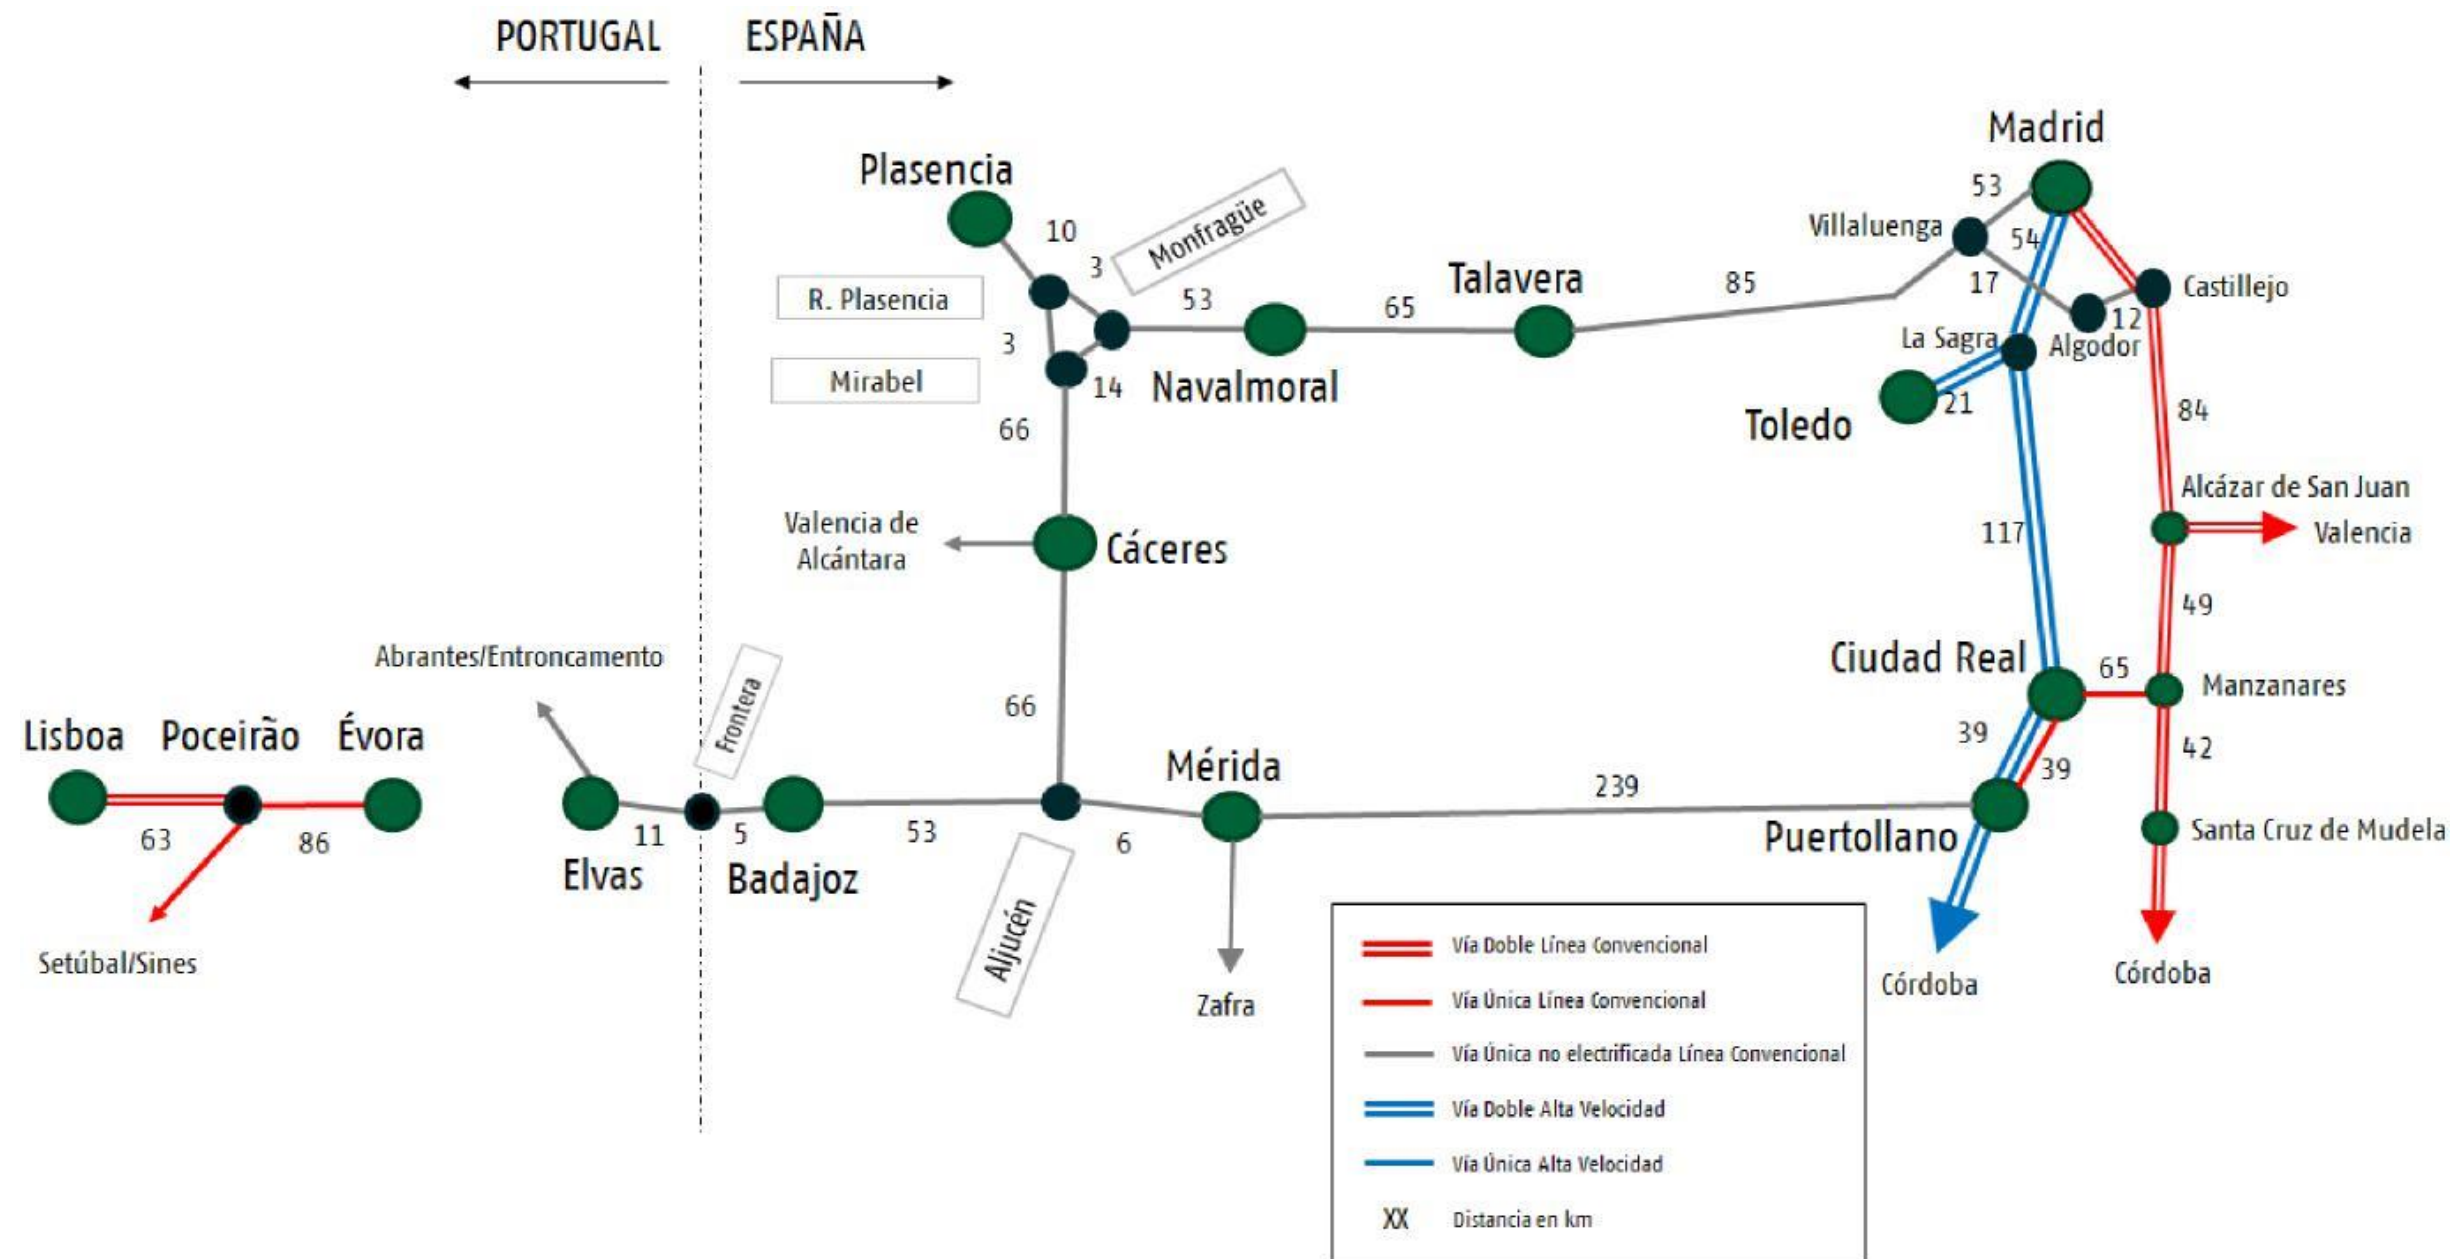 PORTUGAL
ESPAÑA
Madrid
Plasencia
53
10
Monfragüe
Villaluenga
54
3
Talavera
85
17
Castillejo
R. Plasencia
53
65
12
3
La Sagra
Algodor
Mirabel
14
Navalmoral
21
Toledo
66
84
Alcázar de San Juan
Valencia de
Alcántara
Cáceres
117
Valencia
49
Abrantes/Entroncamento
Frontera
Ciudad Real
65
Manzanares
66
Lisboa
Poceirão
Évora
39
42
Mérida
39
239
63
86
11
5
53
6
Puertollano
Santa Cruz de Mudela
Elvas
Badajoz
Aljucén
Setúbal/Sines
Zafra
Córdoba
Córdoba
Vía Doble Línea Convencional
Vía Única Línea Convencional
Vía Única no electrificada Línea Convencional
Vía Doble Alta Velocidad
Vía Única Alta Velocidad
XX Distancia en km